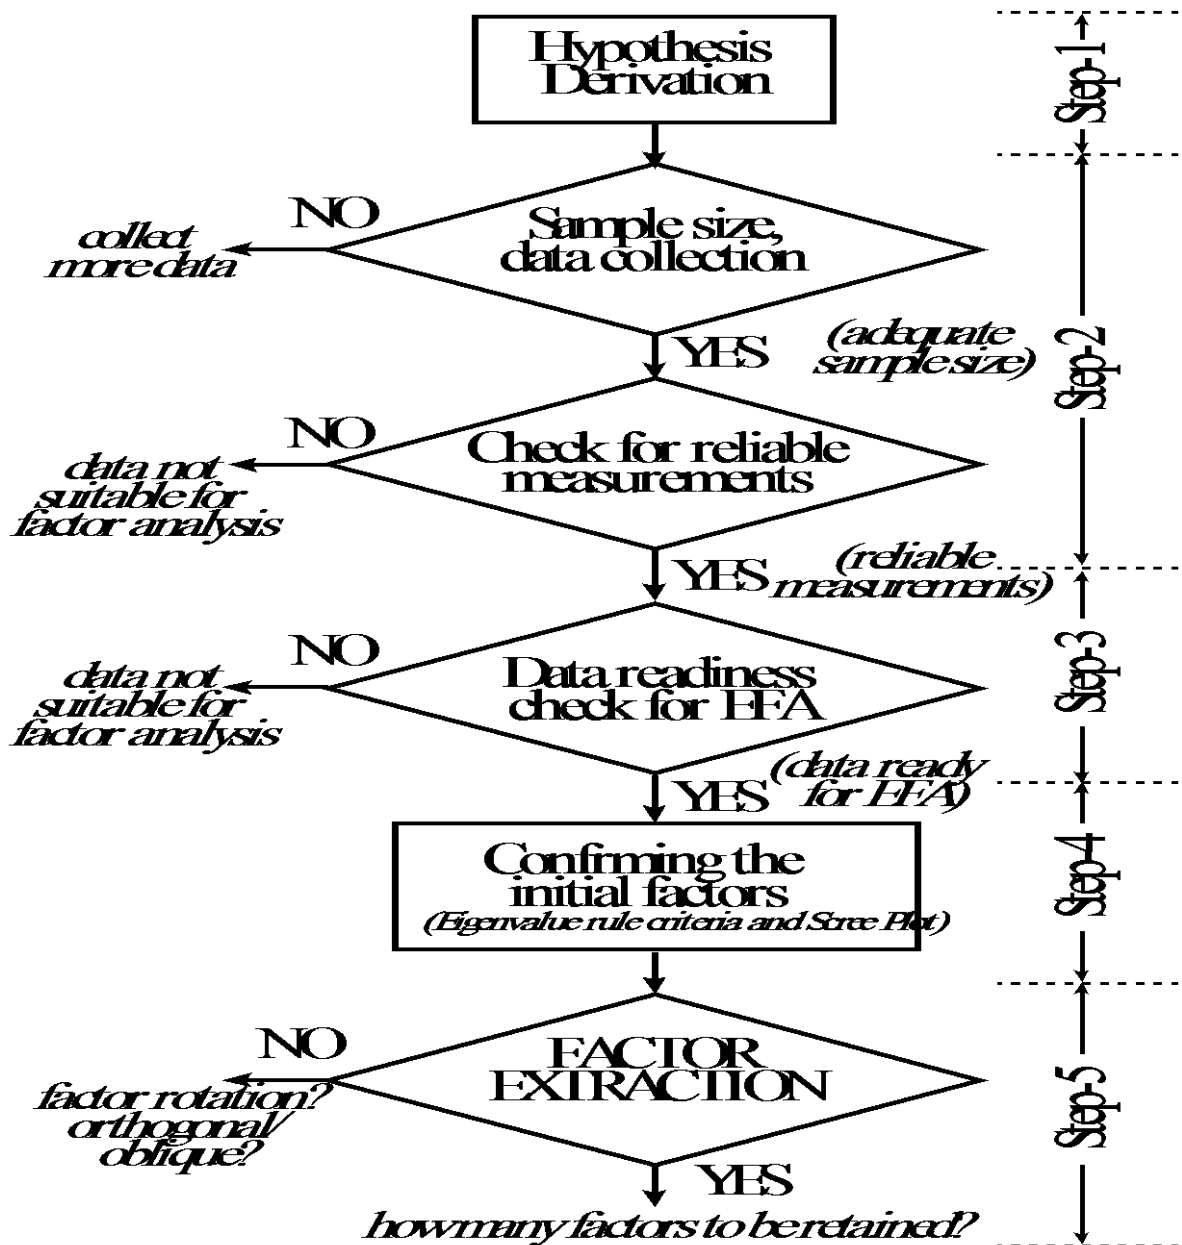 Hypothesis
Derivation
Step-1
NO
Sample size,
data collection
collect
more data
YES
(adequate
sample size)
Step-2
NO
Check for reliable
measurements
data not
suitable for
factor analysis
YES
(reliable
measurements)
NO
Data readiness
check for EFA
data not
suitable for
factor analysis
Step-3
YES
(data ready
for EFA)
Confirming the
initial factors
(Eigenvalue rule criteria and Scree Plot)
Step-4
NO
FACTOR
EXTRACTION
factor rotation?
orthogonal/
oblique?
Step-5
YES
how many factors to be retained?